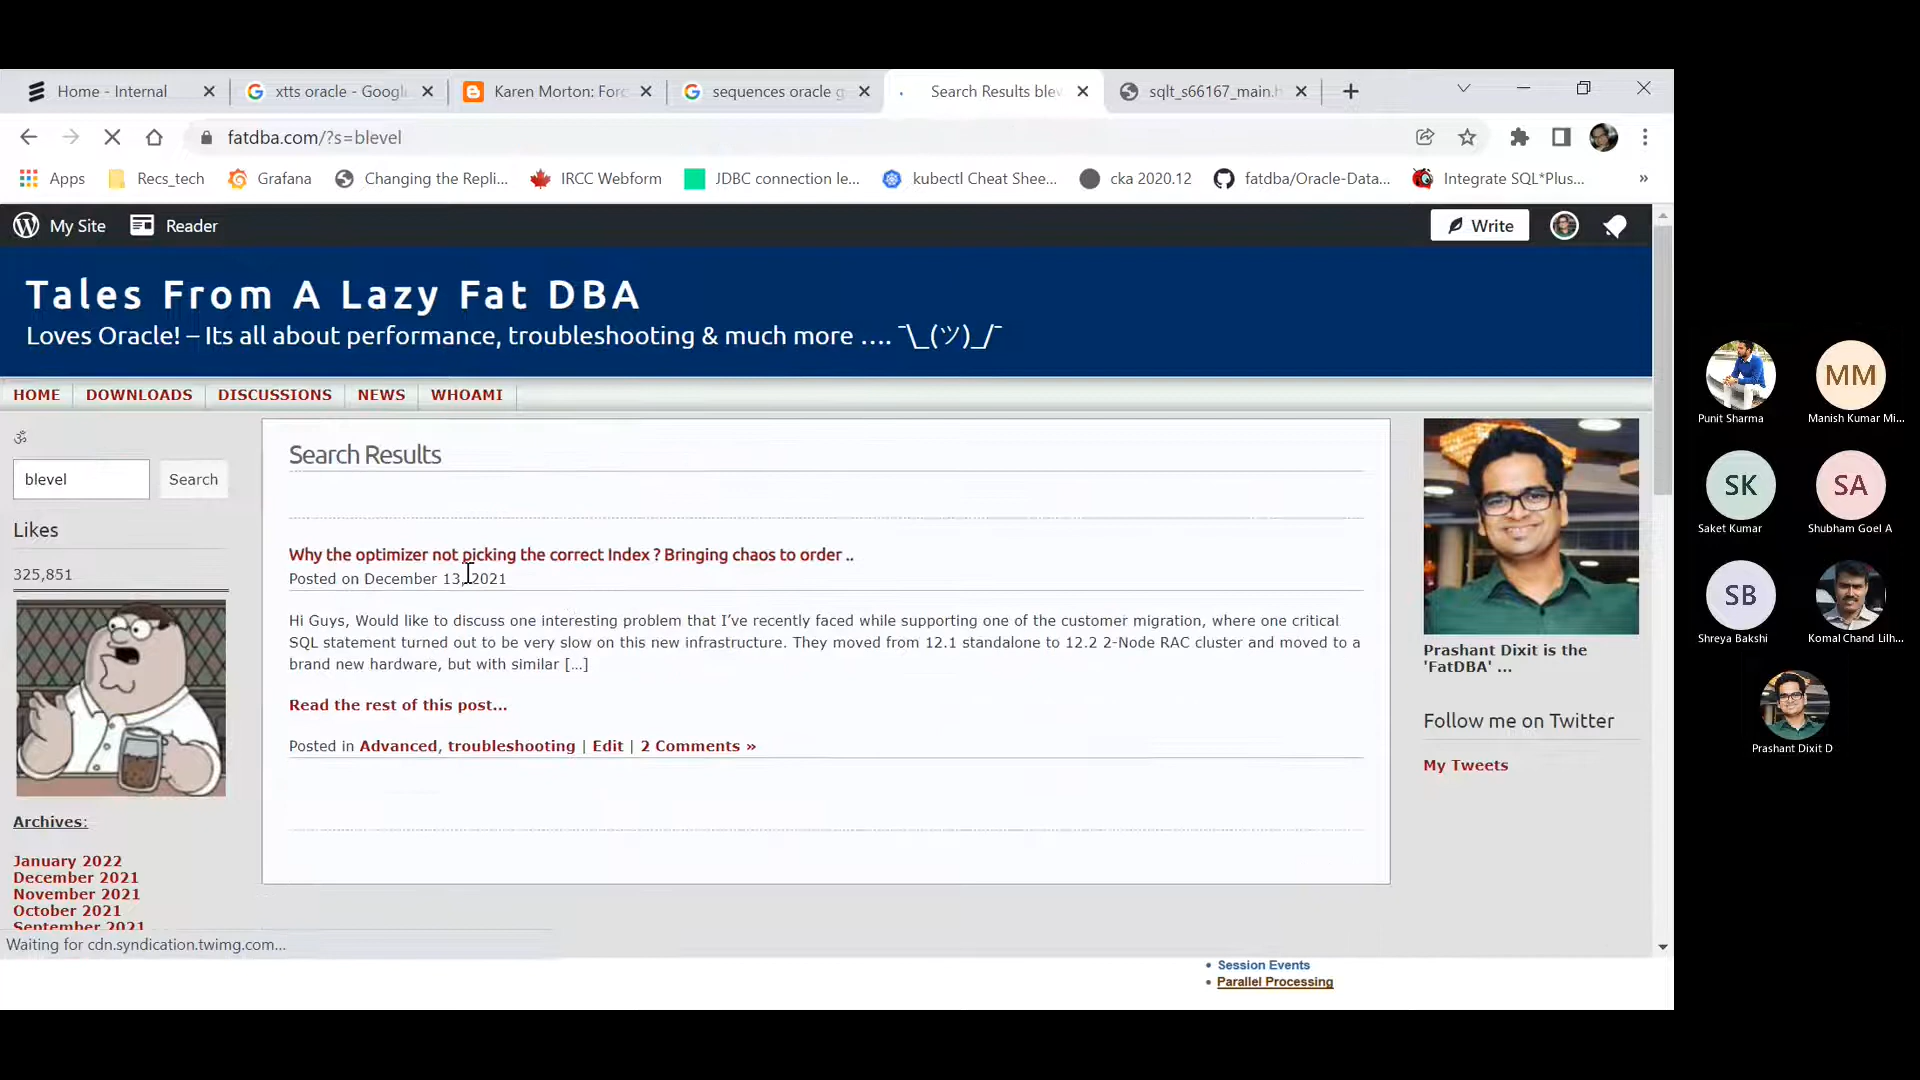 Home - Internal
xtts oracle - Googl
Karen Morton: Forc
sequences oracle g
Search Results blev
sqlt_s66167_main.h
fatdba.com/?s=blevel
Apps
Recs_tech
Grafana
Changing the Repli...
IRCC Webform
JDBC connection le...
kubectl Cheat Shee...
cka 2020.12
fatdba/Oracle-Data...
Integrate SQL*Plus...
»
My Site
Reader
Write
Tales From A Lazy Fat DBA
Loves Oracle! – Its all about performance, troubleshooting & much more …. ¯\_(ツ)_/¯
HOME
DOWNLOADS
DISCUSSIONS
NEWS
WHOAMI
ॐ
blevel
Search
Likes
325,851
Archives:
January 2022
December 2021
November 2021
October 2021
September 2021
Search Results
Why the optimizer not picking the correct Index ? Bringing chaos to order ..
Posted on December 13, 2021
Hi Guys, Would like to discuss one interesting problem that I've recently faced while supporting one of the customer migration, where one critical
SQL statement turned out to be very slow on this new infrastructure. They moved from 12.1 standalone to 12.2 2-Node RAC cluster and moved to a
brand new hardware, but with similar […]
Read the rest of this post...
Posted in Advanced, troubleshooting | Edit | 2 Comments »
Prashant Dixit is the
'FatDBA' ...
Follow me on Twitter
My Tweets
Waiting for cdn.syndication.twimg.com...
• Session Events
• Parallel Processing
Punit Sharma
MM
Manish Kumar Mi...
SK
Saket Kumar
SA
Shubham Goel A
SB
Shreya Bakshi
Komal Chand Lilh...
Prashant Dixit D